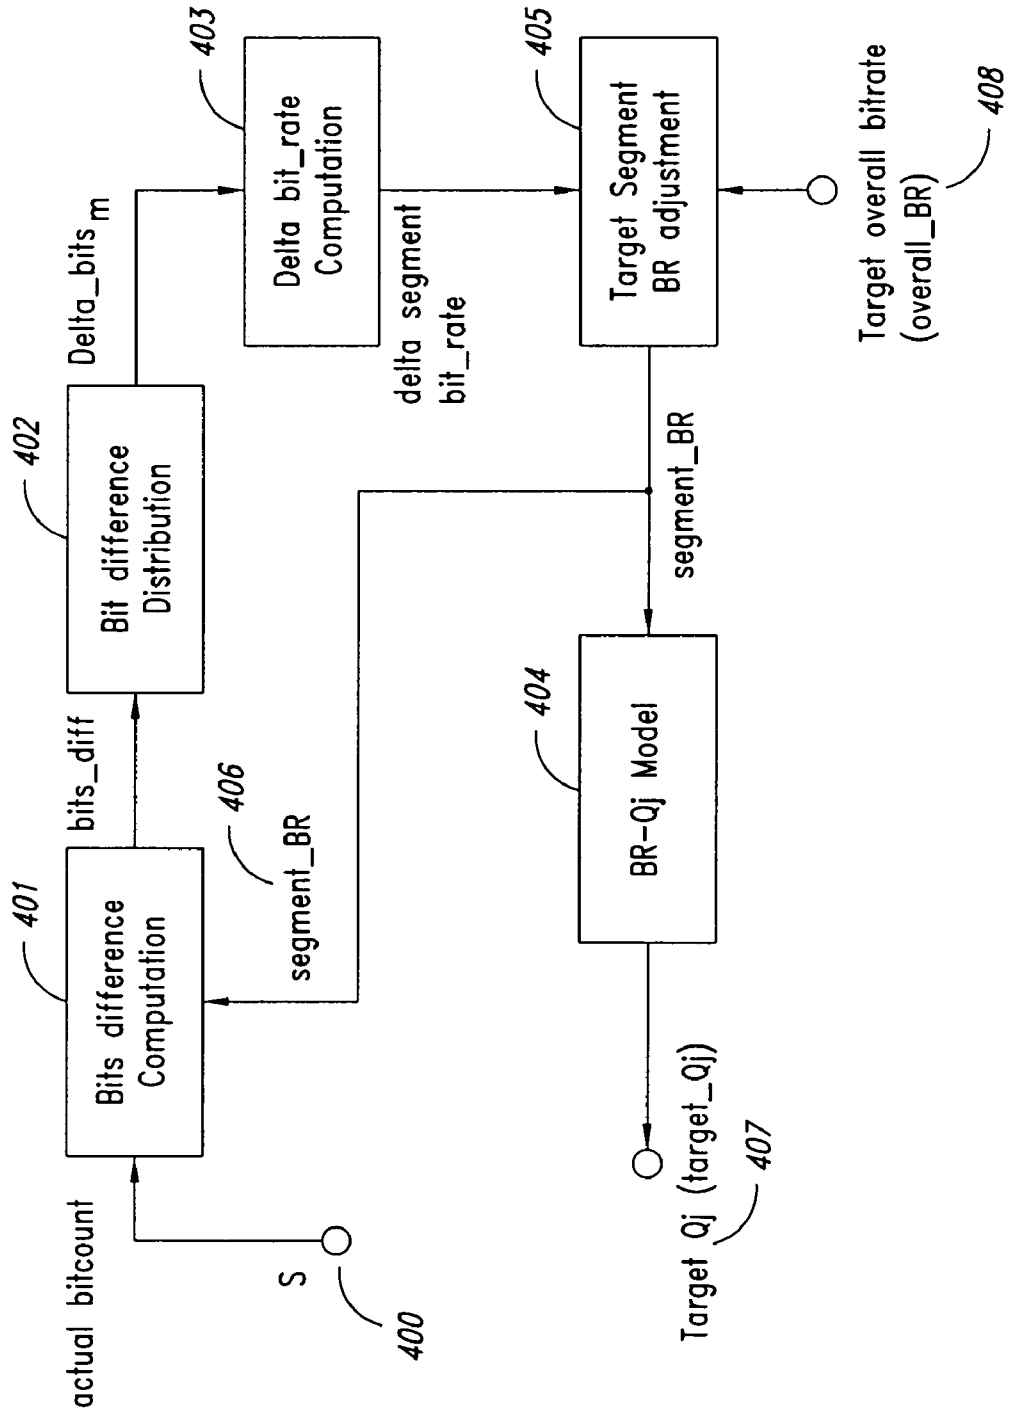 actual bitcount
S
400
401
Bits difference
Computation
bits_diff
402
Bit difference
Distribution
Delta_bits m
403
Delta bit_rate
Computation
delta segment
bit_rate
405
Target Segment
BR adjustment
Target overall bitrate
(overall_BR)
408
segment_BR
406
segment_BR
404
BR-Qj Model
Target Qj (target_Qj)
407